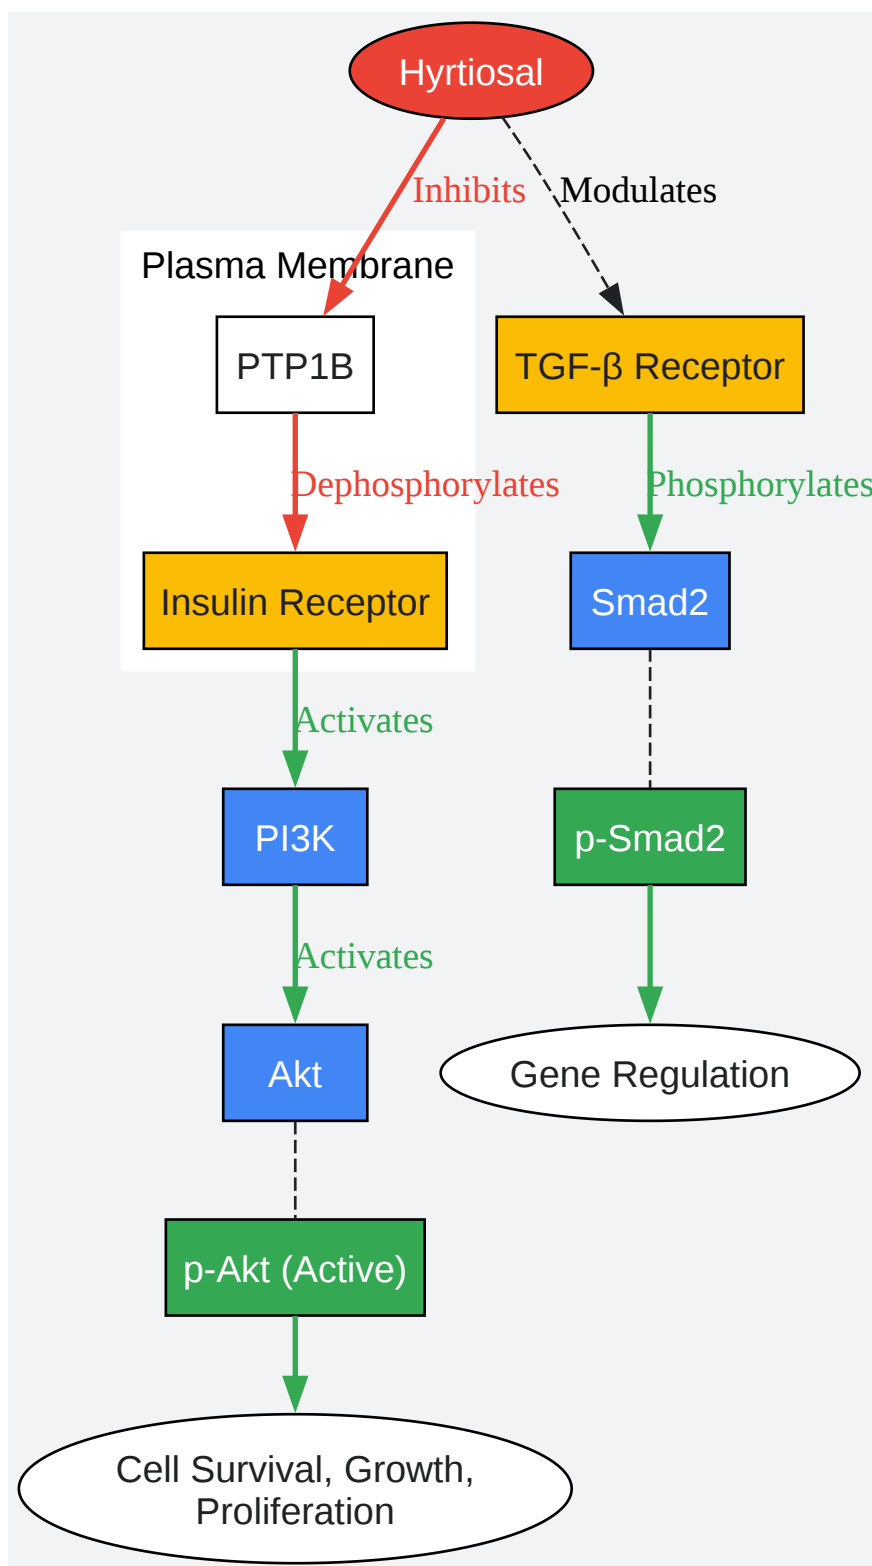 Hyrtiosal
Inhibits
Modulates
Plasma Membrane
PTP1B
TGF-β Receptor
Dephosphorylates
Phosphorylates
Insulin Receptor
Smad2
Activates
PI3K
p-Smad2
Activates
Akt
Gene Regulation
p-Akt (Active)
Cell Survival, Growth,
Proliferation